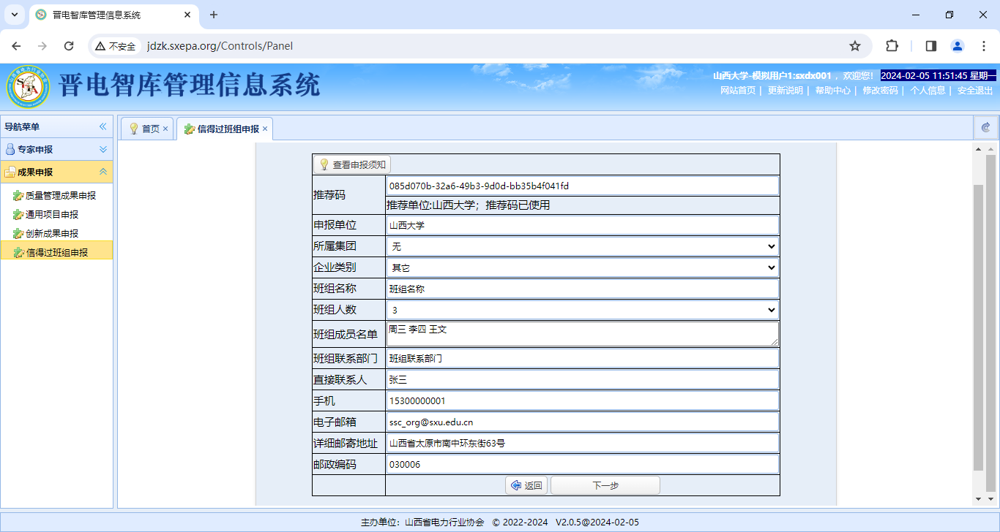 晋电智库管理信息系统
不安全 jdzk.sxepa.org/Controls/Panel
晋电智库管理信息系统
山西大学-模拟用户1:sxdx001 ，欢迎您! 2024-02-05 11:51:45 星期一
网站首页 | 更新说明 | 帮助中心 | 修改密码 | 个人信息 | 安全退出
导航菜单
专家申报
成果申报
质量管理成果申报
通用项目申报
创新成果申报
信得过班组申报
首页
信得过班组申报
查看申报须知
推荐码 085d070b-32a6-49b3-9d0d-bb35b4f041fd
推荐单位:山西大学；推荐码已使用
申报单位 山西大学
所属集团 无
企业类别 其它
班组名称 班组名称
班组人数 3
班组成员名单 周三 李四 王文
班组联系部门 班组联系部门
直接联系人 张三
手机 15300000001
电子邮箱 ssc_org@sxu.edu.cn
详细邮寄地址 山西省太原市南中环东街63号
邮政编码 030006
返回 下一步
主办单位：山西省电力行业协会 © 2022-2024 V2.0.5@2024-02-05